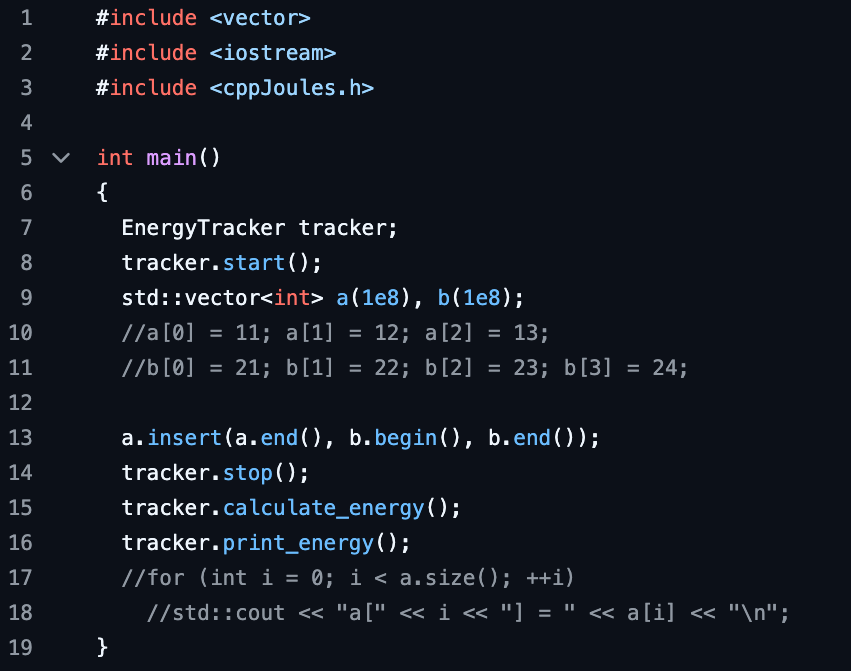 1 #include <vector>
2 #include <iostream>
3 #include <cppJoules.h>
4
5 int main()
6 {
7   EnergyTracker tracker;
8   tracker.start();
9   std::vector<int> a(1e8), b(1e8);
10   //a[0] = 11; a[1] = 12; a[2] = 13;
11   //b[0] = 21; b[1] = 22; b[2] = 23; b[3] = 24;
12
13   a.insert(a.end(), b.begin(), b.end());
14   tracker.stop();
15   tracker.calculate_energy();
16   tracker.print_energy();
17   //for (int i = 0; i < a.size(); ++i)
18     //std::cout << "a[" << i << "] = " << a[i] << "\n";
19 }